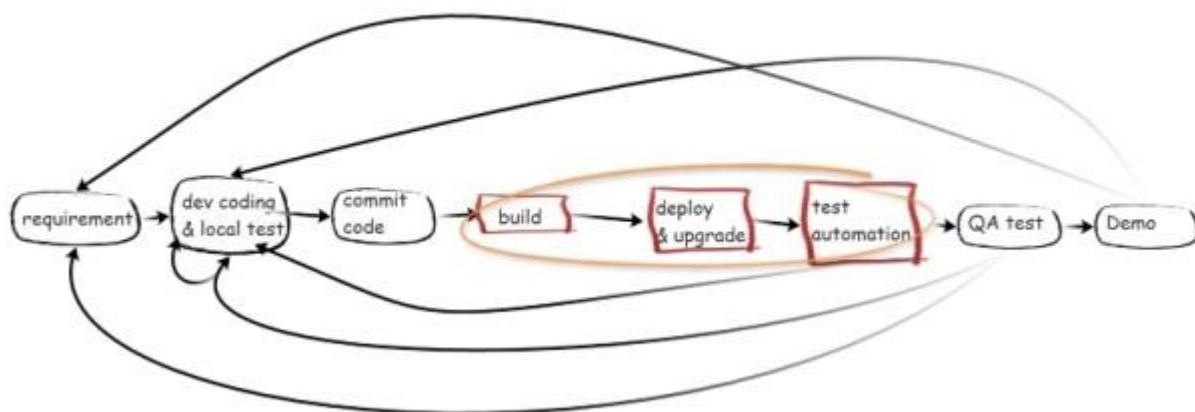 requirement
dev coding
& local test
commit
code
build
deploy
& upgrade
test
automation
QA test
Demo